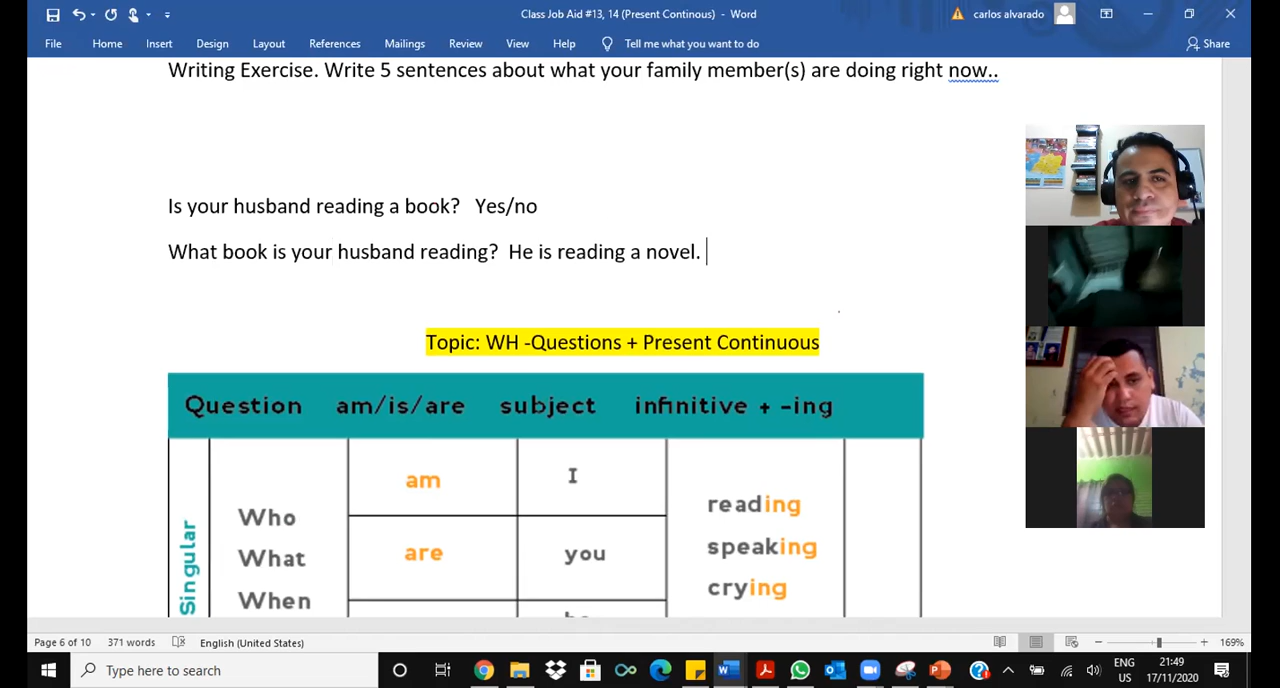 Class Job Aid #13, 14 (Present Continous) - Word
carlos alvarado
File Home Insert Design Layout References Mailings Review View Help Tell me what you want to do Share
Writing Exercise. Write 5 sentences about what your family member(s) are doing right now..
Is your husband reading a book? Yes/no
What book is your husband reading? He is reading a novel.
Topic: WH -Questions + Present Continuous
Question am/is/are subject infinitive + -ing
Singular
Who
What
When
am
are
I
you
reading
speaking
crying
Page 6 of 10 371 words English (United States) 169%
Type here to search
ENG
US
21:49
17/11/2020